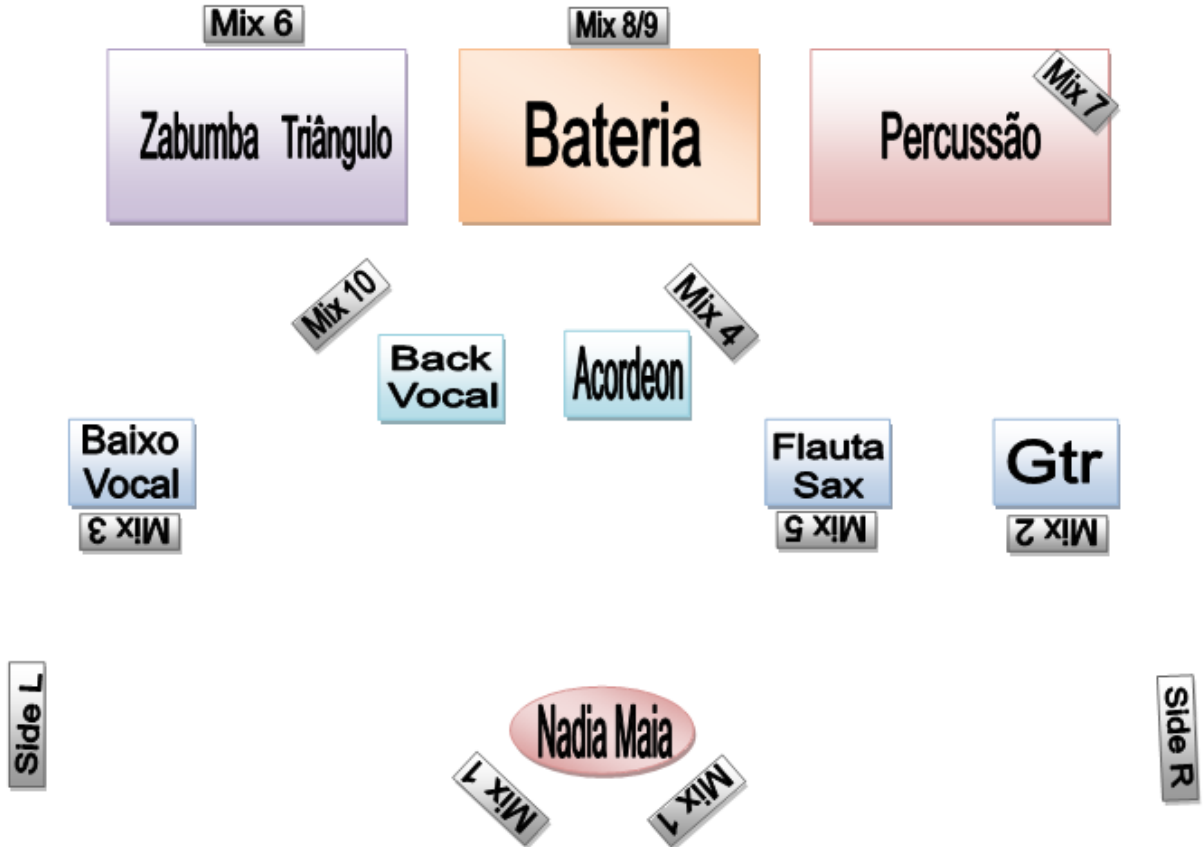 Mix 6
Mix 8/9
Zabumba Triângulo
Bateria
Percussão
Mix 7
Mix 10
Mix 4
Back
Vocal
Acordeon
Baixo
Vocal
Mix 3
Flauta
Sax
Mix 5
Gtr
Mix 2
Side L
Nadia Maia
Mix 1
Mix 1
Side R